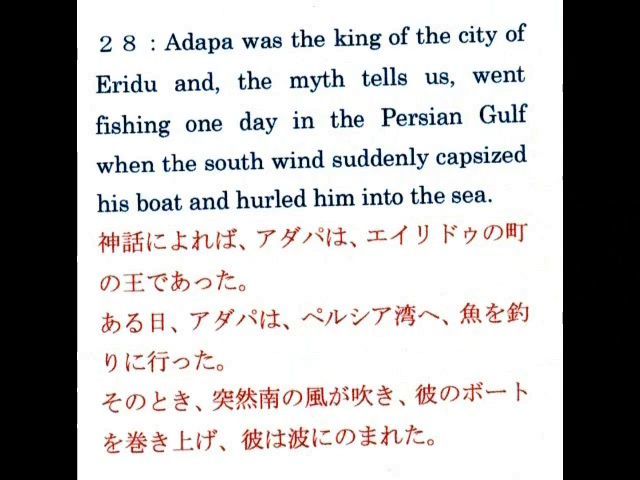 ２８：Adapa was the king of the city of
Eridu and, the myth tells us, went
fishing one day in the Persian Gulf
when the south wind suddenly capsized
his boat and hurled him into the sea.
神話によれば、アダパは、エイリドゥの町
の王であった。
ある日、アダパは、ペルシア湾へ、魚を釣
りに行った。
そのとき、突然南の風が吹き、彼のボート
を巻き上げ、彼は波にのまれた。